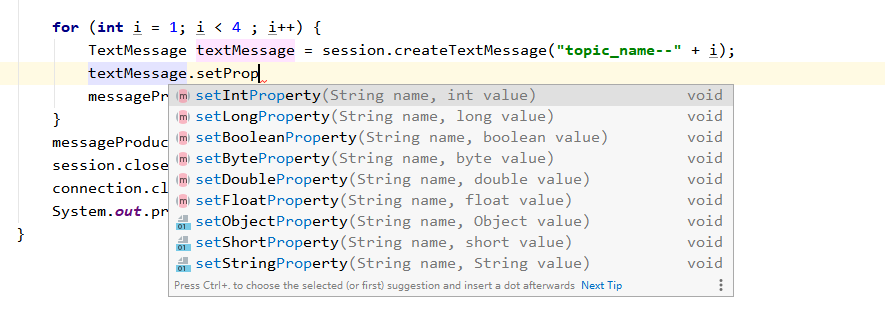 for (int i = 1; i < 4 ; i++) {
TextMessage textMessage = session.createTextMessage("topic_name--" + i);
textMessage.setProp
messagePr
setIntProperty(String name, int value) void
}
setLongProperty(String name, long value) void
messageProduc
setBooleanProperty(String name, boolean value) void
session.close
setByteProperty(String name, byte value) void
connection.cl
setDoubleProperty(String name, double value) void
System.out.pr
setFloatProperty(String name, float value) void
}
setObjectProperty(String name, Object value) void
setShortProperty(String name, short value) void
setStringProperty(String name, String value) void
Press Ctrl+. to choose the selected (or first) suggestion and insert a dot afterwards Next Tip